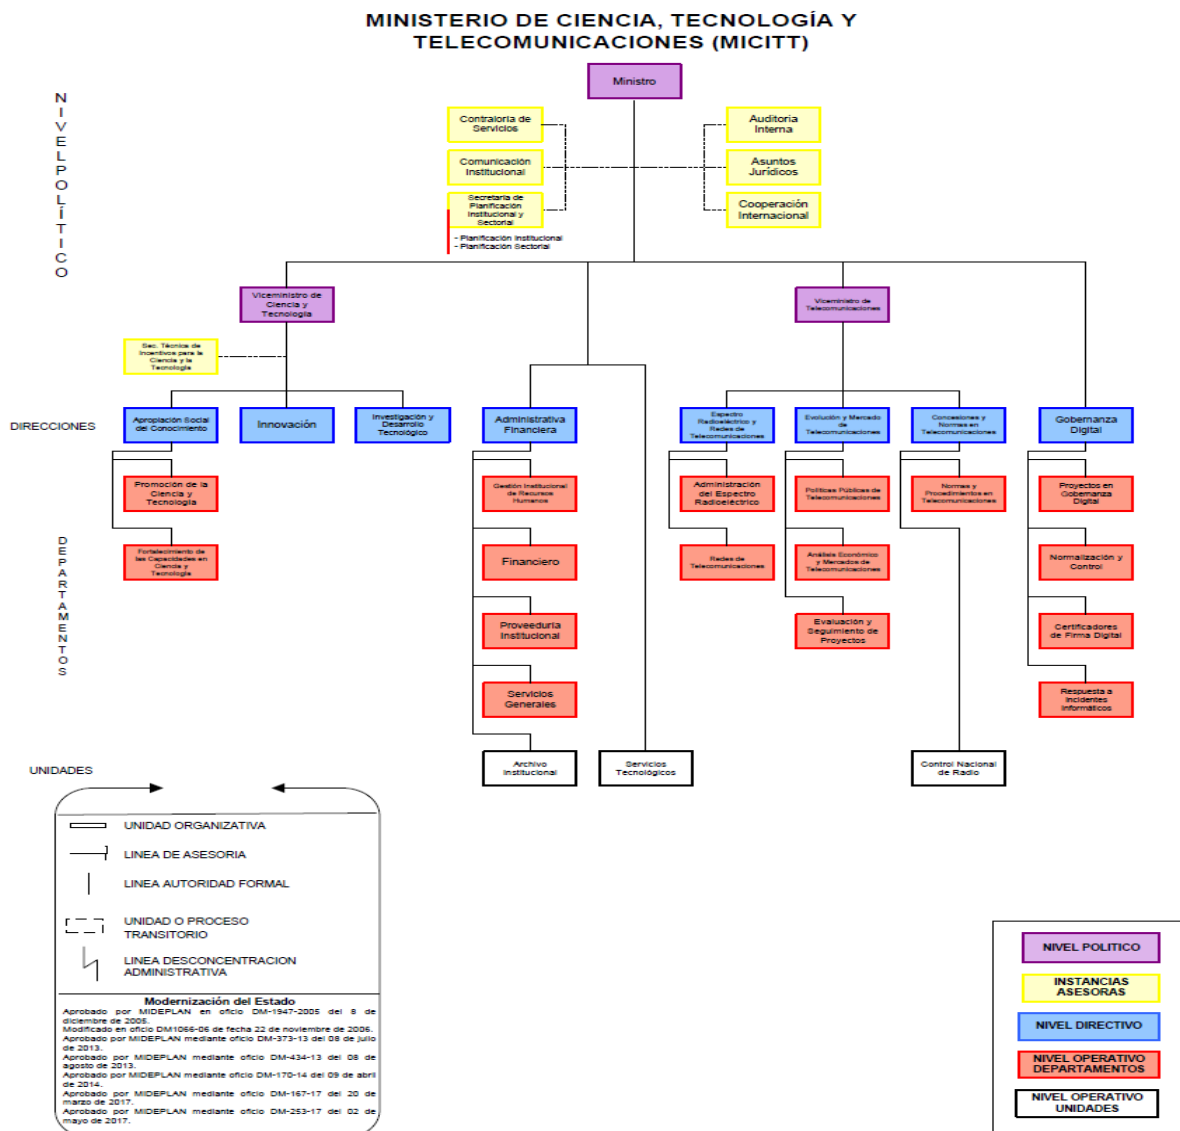 MINISTERIO DE CIENCIA, TECNOLOGÍA Y
TELECOMUNICACIONES (MICITT)
Ministro
NIVEL POLÍTICO
Contraloría de
Servicios
Auditoria
Interna
Comunicación
Institucional
Asuntos
Jurídicos
Secretaría de
Planificación
Institucional y
Sectorial
Cooperación
Internacional
- Planificación Institucional
- Planificación Sectorial
Viceministro de
Ciencia y
Tecnología
Viceministro de
Telecomunicaciones
Sec. Técnica de
Incentivos para la
Ciencia y la
Tecnología
DIRECCIONES
Apropiación Social
del Conocimiento
Innovación
Investigación y
Desarrollo
Tecnológico
Administrativa
Financiera
Espectro
Radioeléctrico y
Redes de
Telecomunicaciones
Evolución y Mercado
de
Telecomunicaciones
Concesiones y
Normas en
Telecomunicaciones
Gobernanza
Digital
DEPARTAMENTOS
Promoción de la
Ciencia y
Tecnología
Gestión Institucional
de Recursos
Humanos
Administración
del Espectro
Radioeléctrico
Políticas Públicas de
Telecomunicaciones
Normas y
Procedimientos en
Telecomunicaciones
Proyectos en
Gobernanza
Digital
Fortalecimiento de
las Capacidades en
Ciencia y
Tecnología
Financiero
Redes de
Telecomunicaciones
Análisis Económico
y Mercados de
Telecomunicaciones
Normalización y
Control
Proveeduría
Institucional
Evaluación y
Seguimiento de
Proyectos
Certificadores
de Firma Digital
Servicios
Generales
Respuesta a
Incidentes
Informáticos
UNIDADES
Archivo
Institucional
Servicios
Tecnológicos
Control Nacional
de Radio
UNIDAD ORGANIZATIVA
LINEA DE ASESORIA
LINEA AUTORIDAD FORMAL
UNIDAD O PROCESO
TRANSITORIO
LINEA DESCONCENTRACION
ADMINISTRATIVA
Modernización del Estado
Aprobado por MIDEPLAN en oficio DM-1947-2005 del 8 de
diciembre de 2005.
Modificado en oficio DM1066-06 de fecha 22 de noviembre de 2006.
Aprobado por MIDEPLAN mediante oficio DM-373-13 del 08 de julio
de 2013.
Aprobado por MIDEPLAN mediante oficio DM-434-13 del 08 de
agosto de 2013.
Aprobado por MIDEPLAN mediante oficio DM-170-14 del 09 de abril
de 2014.
Aprobado por MIDEPLAN mediante oficio DM-167-17 del 20 de
marzo de 2017.
Aprobado por MIDEPLAN mediante oficio DM-253-17 del 02 de
mayo de 2017.
NIVEL POLITICO
INSTANCIAS
ASESORAS
NIVEL DIRECTIVO
NIVEL OPERATIVO
DEPARTAMENTOS
NIVEL OPERATIVO
UNIDADES